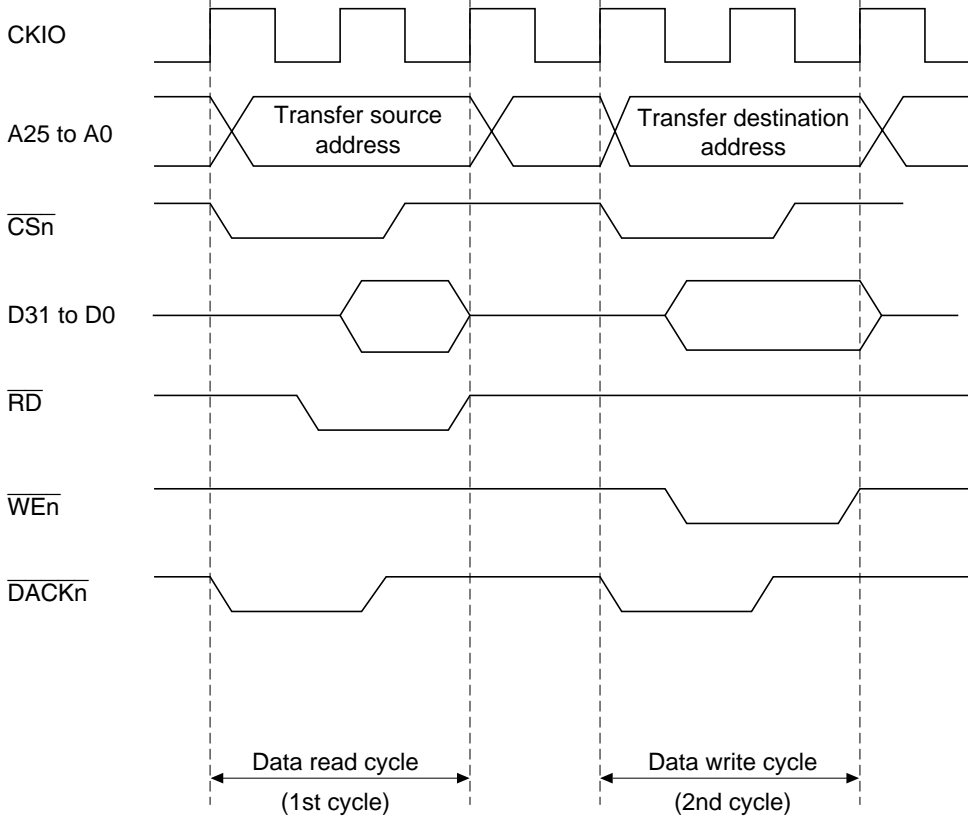 CKIO
A25 to A0
Transfer source
address
Transfer destination
address
CSn
D31 to D0
RD
WEn
DACKn
Data read cycle
(1st cycle)
Data write cycle
(2nd cycle)